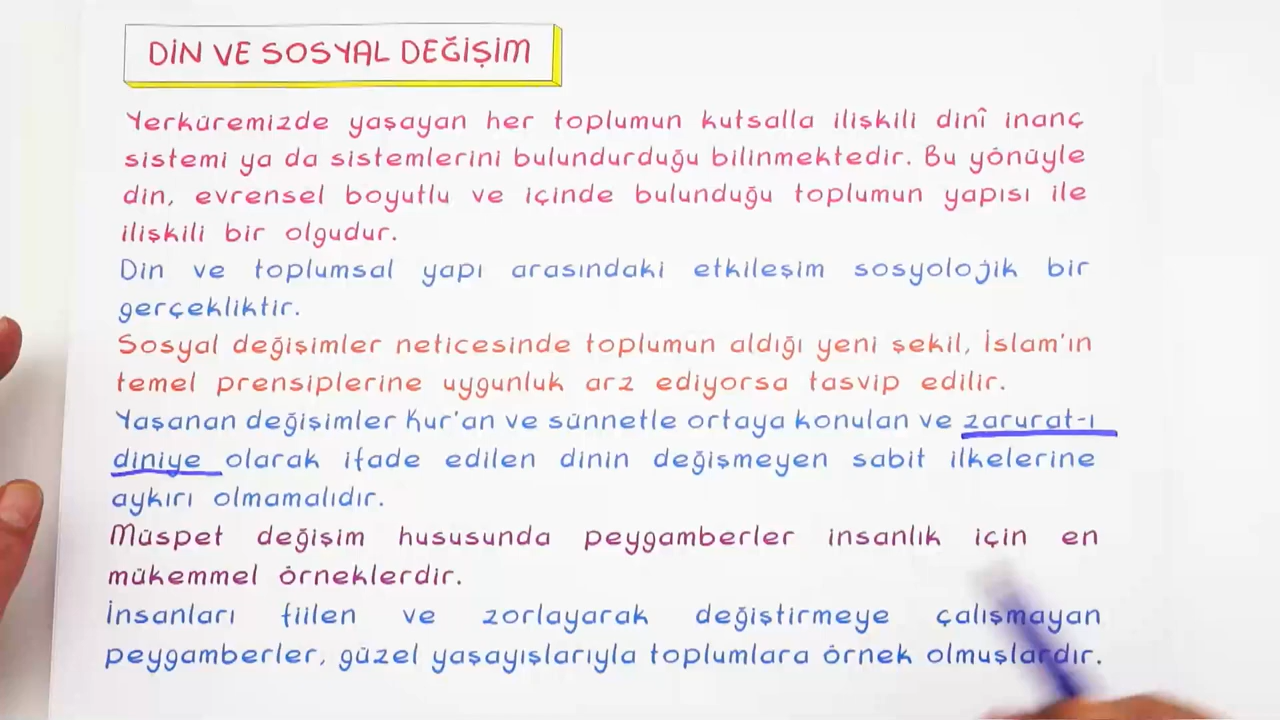 DİN VE SOSYAL DEĞİŞİM
Yerküremizde yaşayan her toplumun kutsalla ilişkili dinî inanç
sistemi ya da sistemlerini bulundurduğu bilinmektedir. Bu yönüyle
din, evrensel boyutlu ve içinde bulunduğu toplumun yapısı ile
ilişkili bir olgudur.
Din ve toplumsal yapı arasındaki etkileşim sosyolojik bir
gerçekliktir.
Sosyal değişimler neticesinde toplumun aldığı yeni şekil, İslam'ın
temel prensiplerine uygunluk arz ediyorsa tasvip edilir.
Yaşanan değişimler Kur'an ve sünnetle ortaya konulan ve zarurat-ı
diniye olarak ifade edilen dinin değişmeyen sabit ilkelerine
aykırı olmamalıdır.
Müspet değişim hususunda peygamberler insanlık için en
mükemmel örneklerdir.
İnsanları fiilen ve zorlayarak değiştirmeye çalışmayan
peygamberler, güzel yaşayışlarıyla toplumlara örnek olmuşlardır.